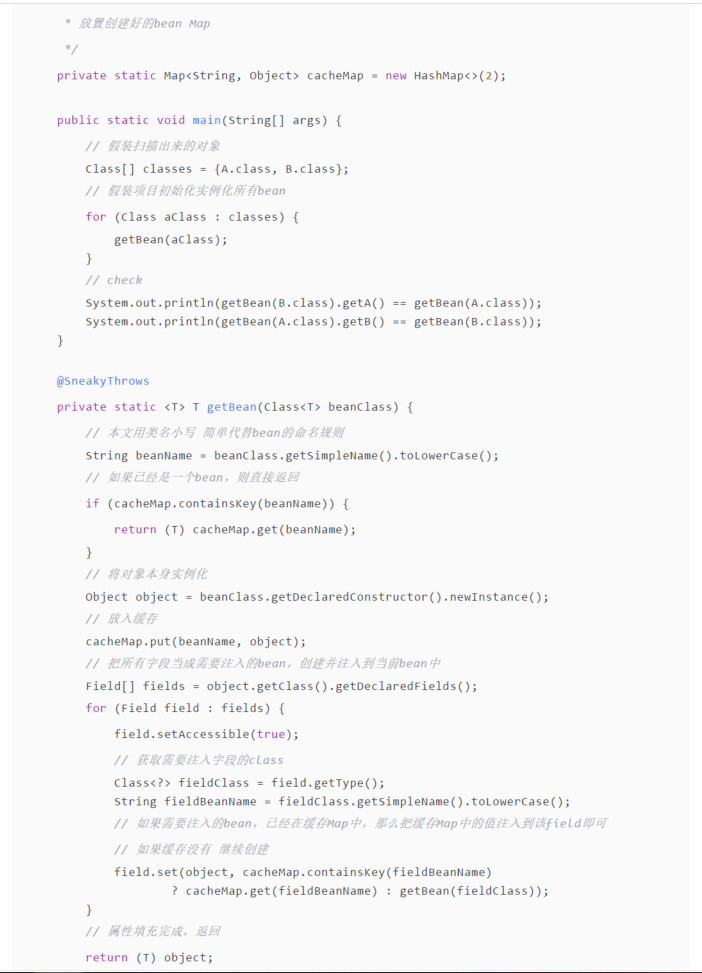 * 放置创建好的bean Map
*/
private static Map<String, Object> cacheMap = new HashMap<>(2);
public static void main(String[] args) {
// 假装扫描出来的对象
Class[] classes = {A.class, B.class};
// 假装项目初始化实例化所有bean
for (Class aClass : classes) {
getBean(aClass);
}
// check
System.out.println(getBean(B.class).getA() == getBean(A.class));
System.out.println(getBean(A.class).getB() == getBean(B.class));
}
@SneakyThrows
private static <T> T getBean(Class<T> beanClass) {
// 本文用类名小写 简单代替bean的命名规则
String beanName = beanClass.getSimpleName().toLowerCase();
// 如果已经是一个bean，则直接返回
if (cacheMap.containsKey(beanName)) {
return (T) cacheMap.get(beanName);
}
// 将对象本身实例化
Object object = beanClass.getDeclaredConstructor().newInstance();
// 放入缓存
cacheMap.put(beanName, object);
// 把所有字段当成需要注入的bean，创建并注入到当前bean中
Field[] fields = object.getClass().getDeclaredFields();
for (Field field : fields) {
field.setAccessible(true);
// 获取需要注入字段的class
Class<?> fieldClass = field.getType();
String fieldBeanName = fieldClass.getSimpleName().toLowerCase();
// 如果需要注入的bean，已经在缓存Map中，那么把缓存Map中的值注入到该field即可
// 如果缓存没有 继续创建
field.set(object, cacheMap.containsKey(fieldBeanName)
? cacheMap.get(fieldBeanName) : getBean(fieldClass));
}
// 属性填充完成，返回
return (T) object;